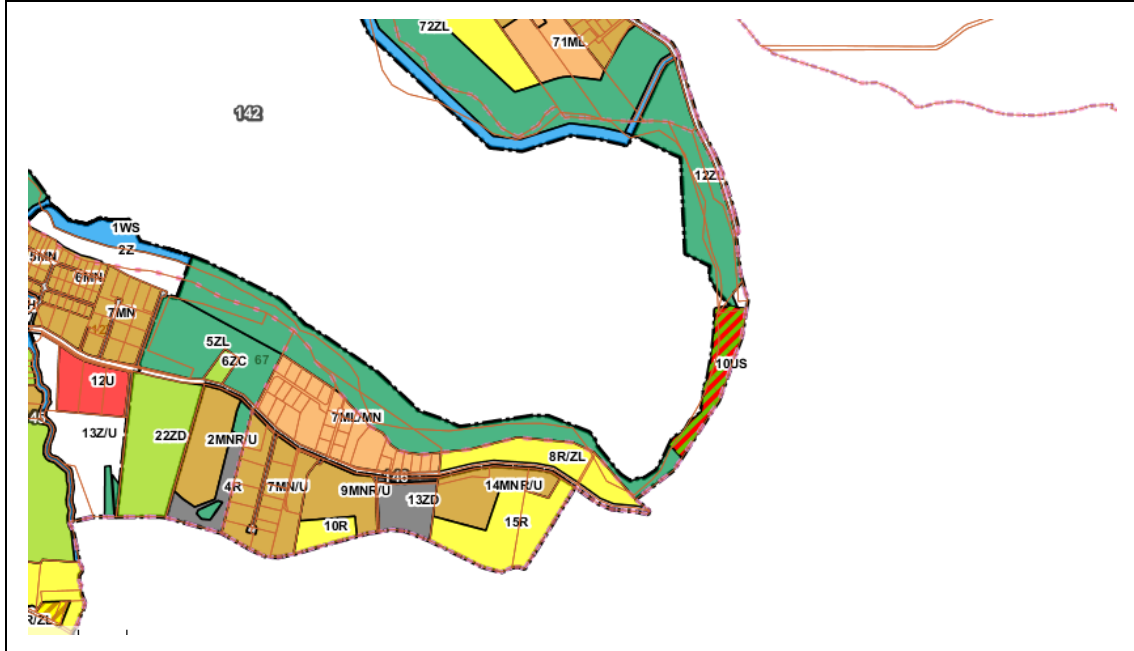 72ZL
71ML
142
12ZL
1WS
2Z
5MN
6MN
7MN
5ZL
6ZC
67
10US
12U
7ML/MN
45
13Z/U
22ZD
2MNR/U
8R/ZL
4R
7MN/U
9MNR/U
13ZD
14MNR/U
10R
15R
R/ZL